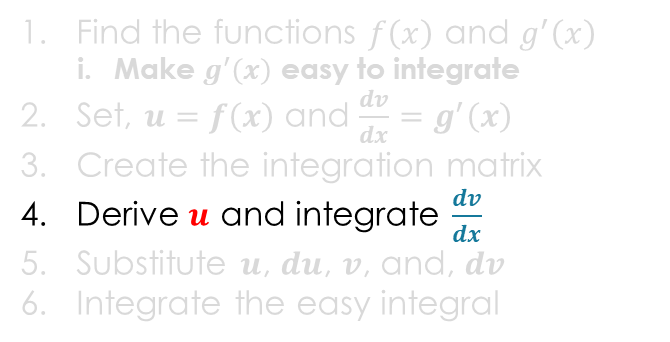 1. Find the functions f(x) and g′(x)
i. Make g′(x) easy to integrate
2. Set, u = f(x) and dv/dx = g′(x)
3. Create the integration matrix
4. Derive u and integrate dv/dx
5. Substitute u, du, v, and, dv
6. Integrate the easy integral